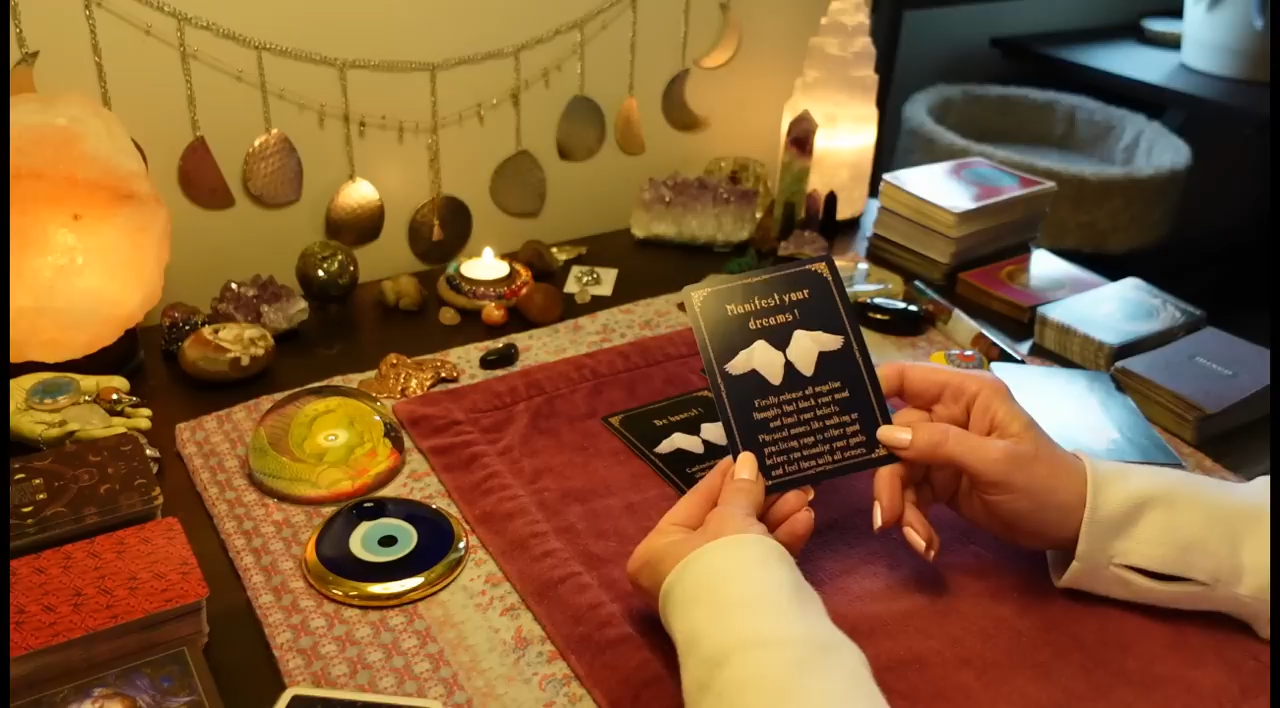 Manifest your
dreams!
Firstly release all negative
thoughts that block your mind
and limit your beliefs
Physical moves like walking or
practicing yoga is either good
before you visualize your goals
and feel them with all senses
Be honest!